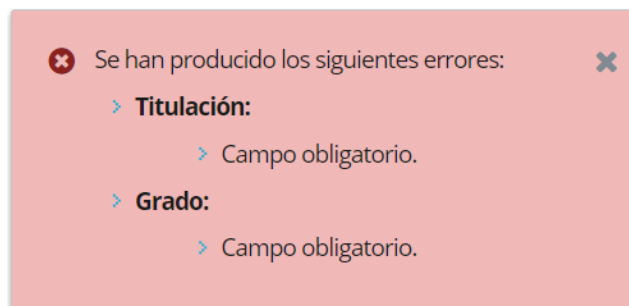 Se han producido los siguientes errores:
Titulación:
Campo obligatorio.
Grado:
Campo obligatorio.